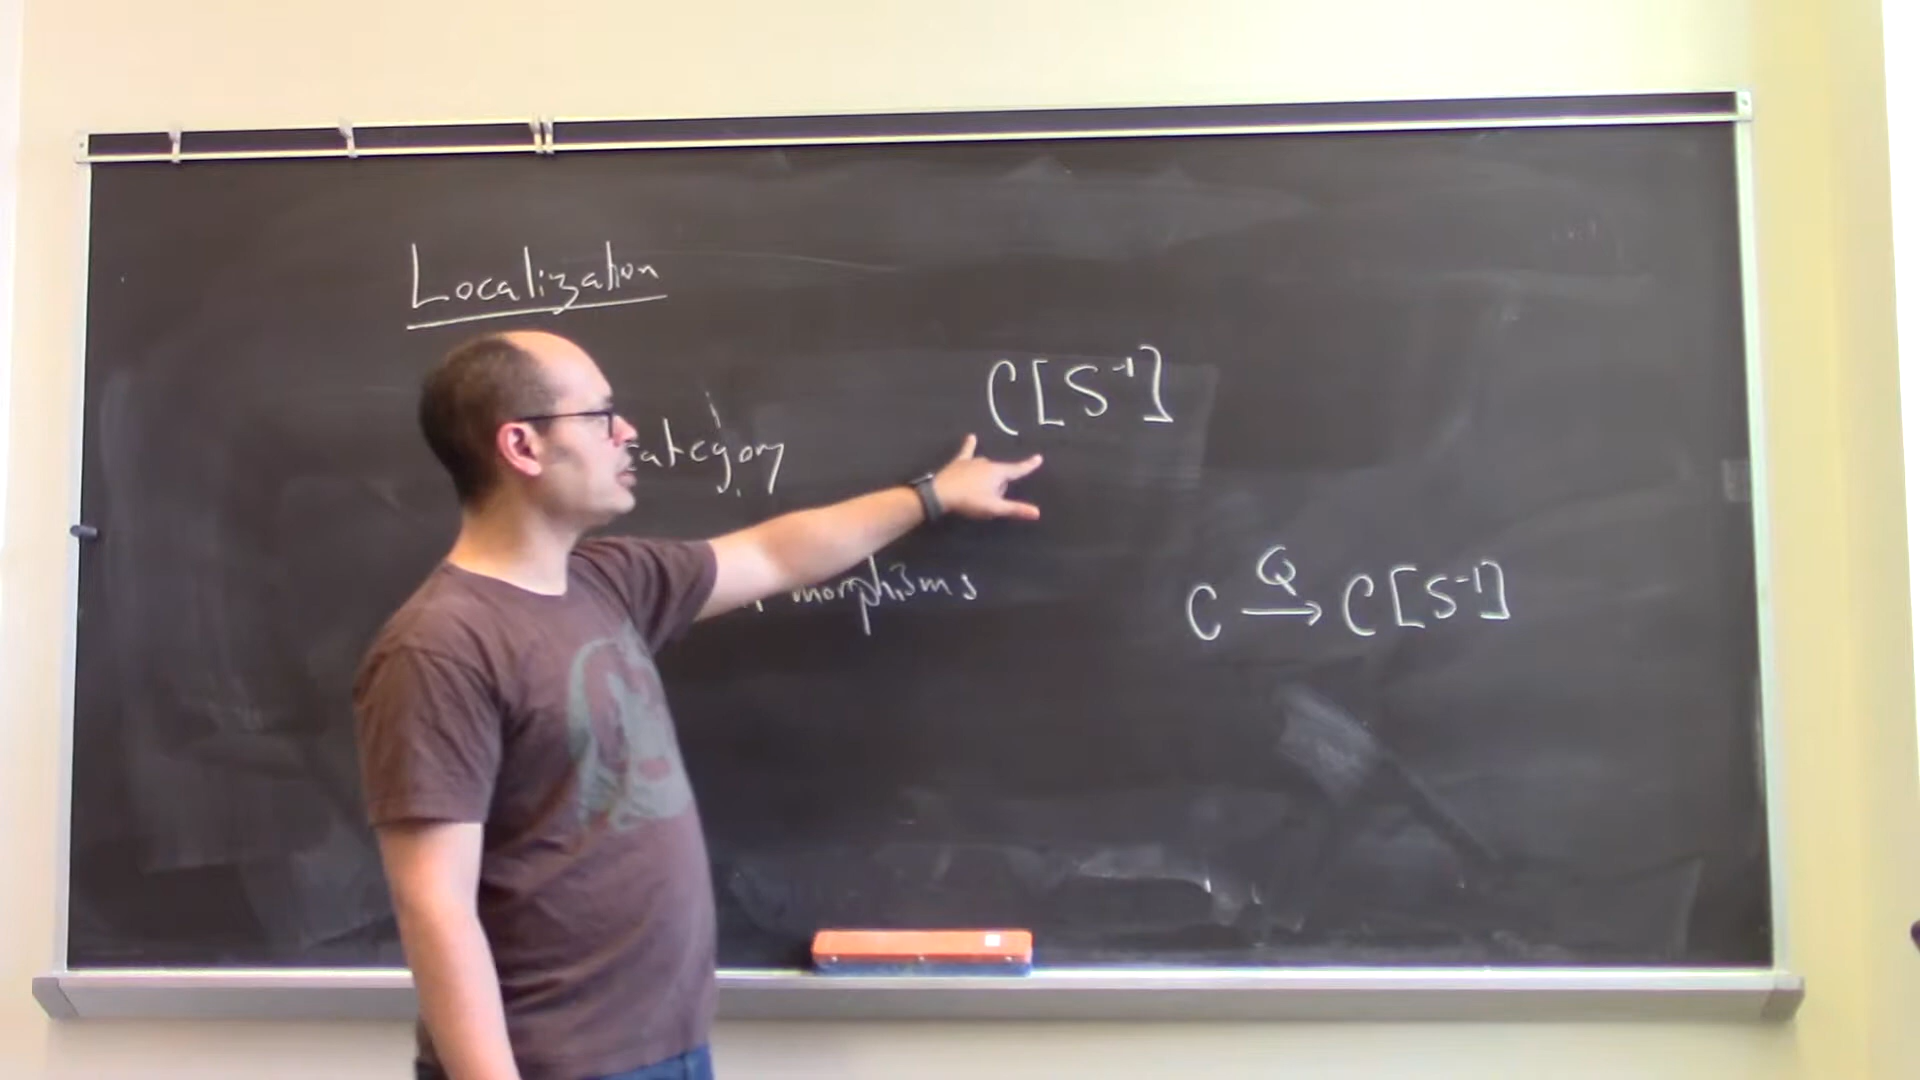 Localization
C[S⁻¹]
ategory
morphisms
C →Q C[S⁻¹]